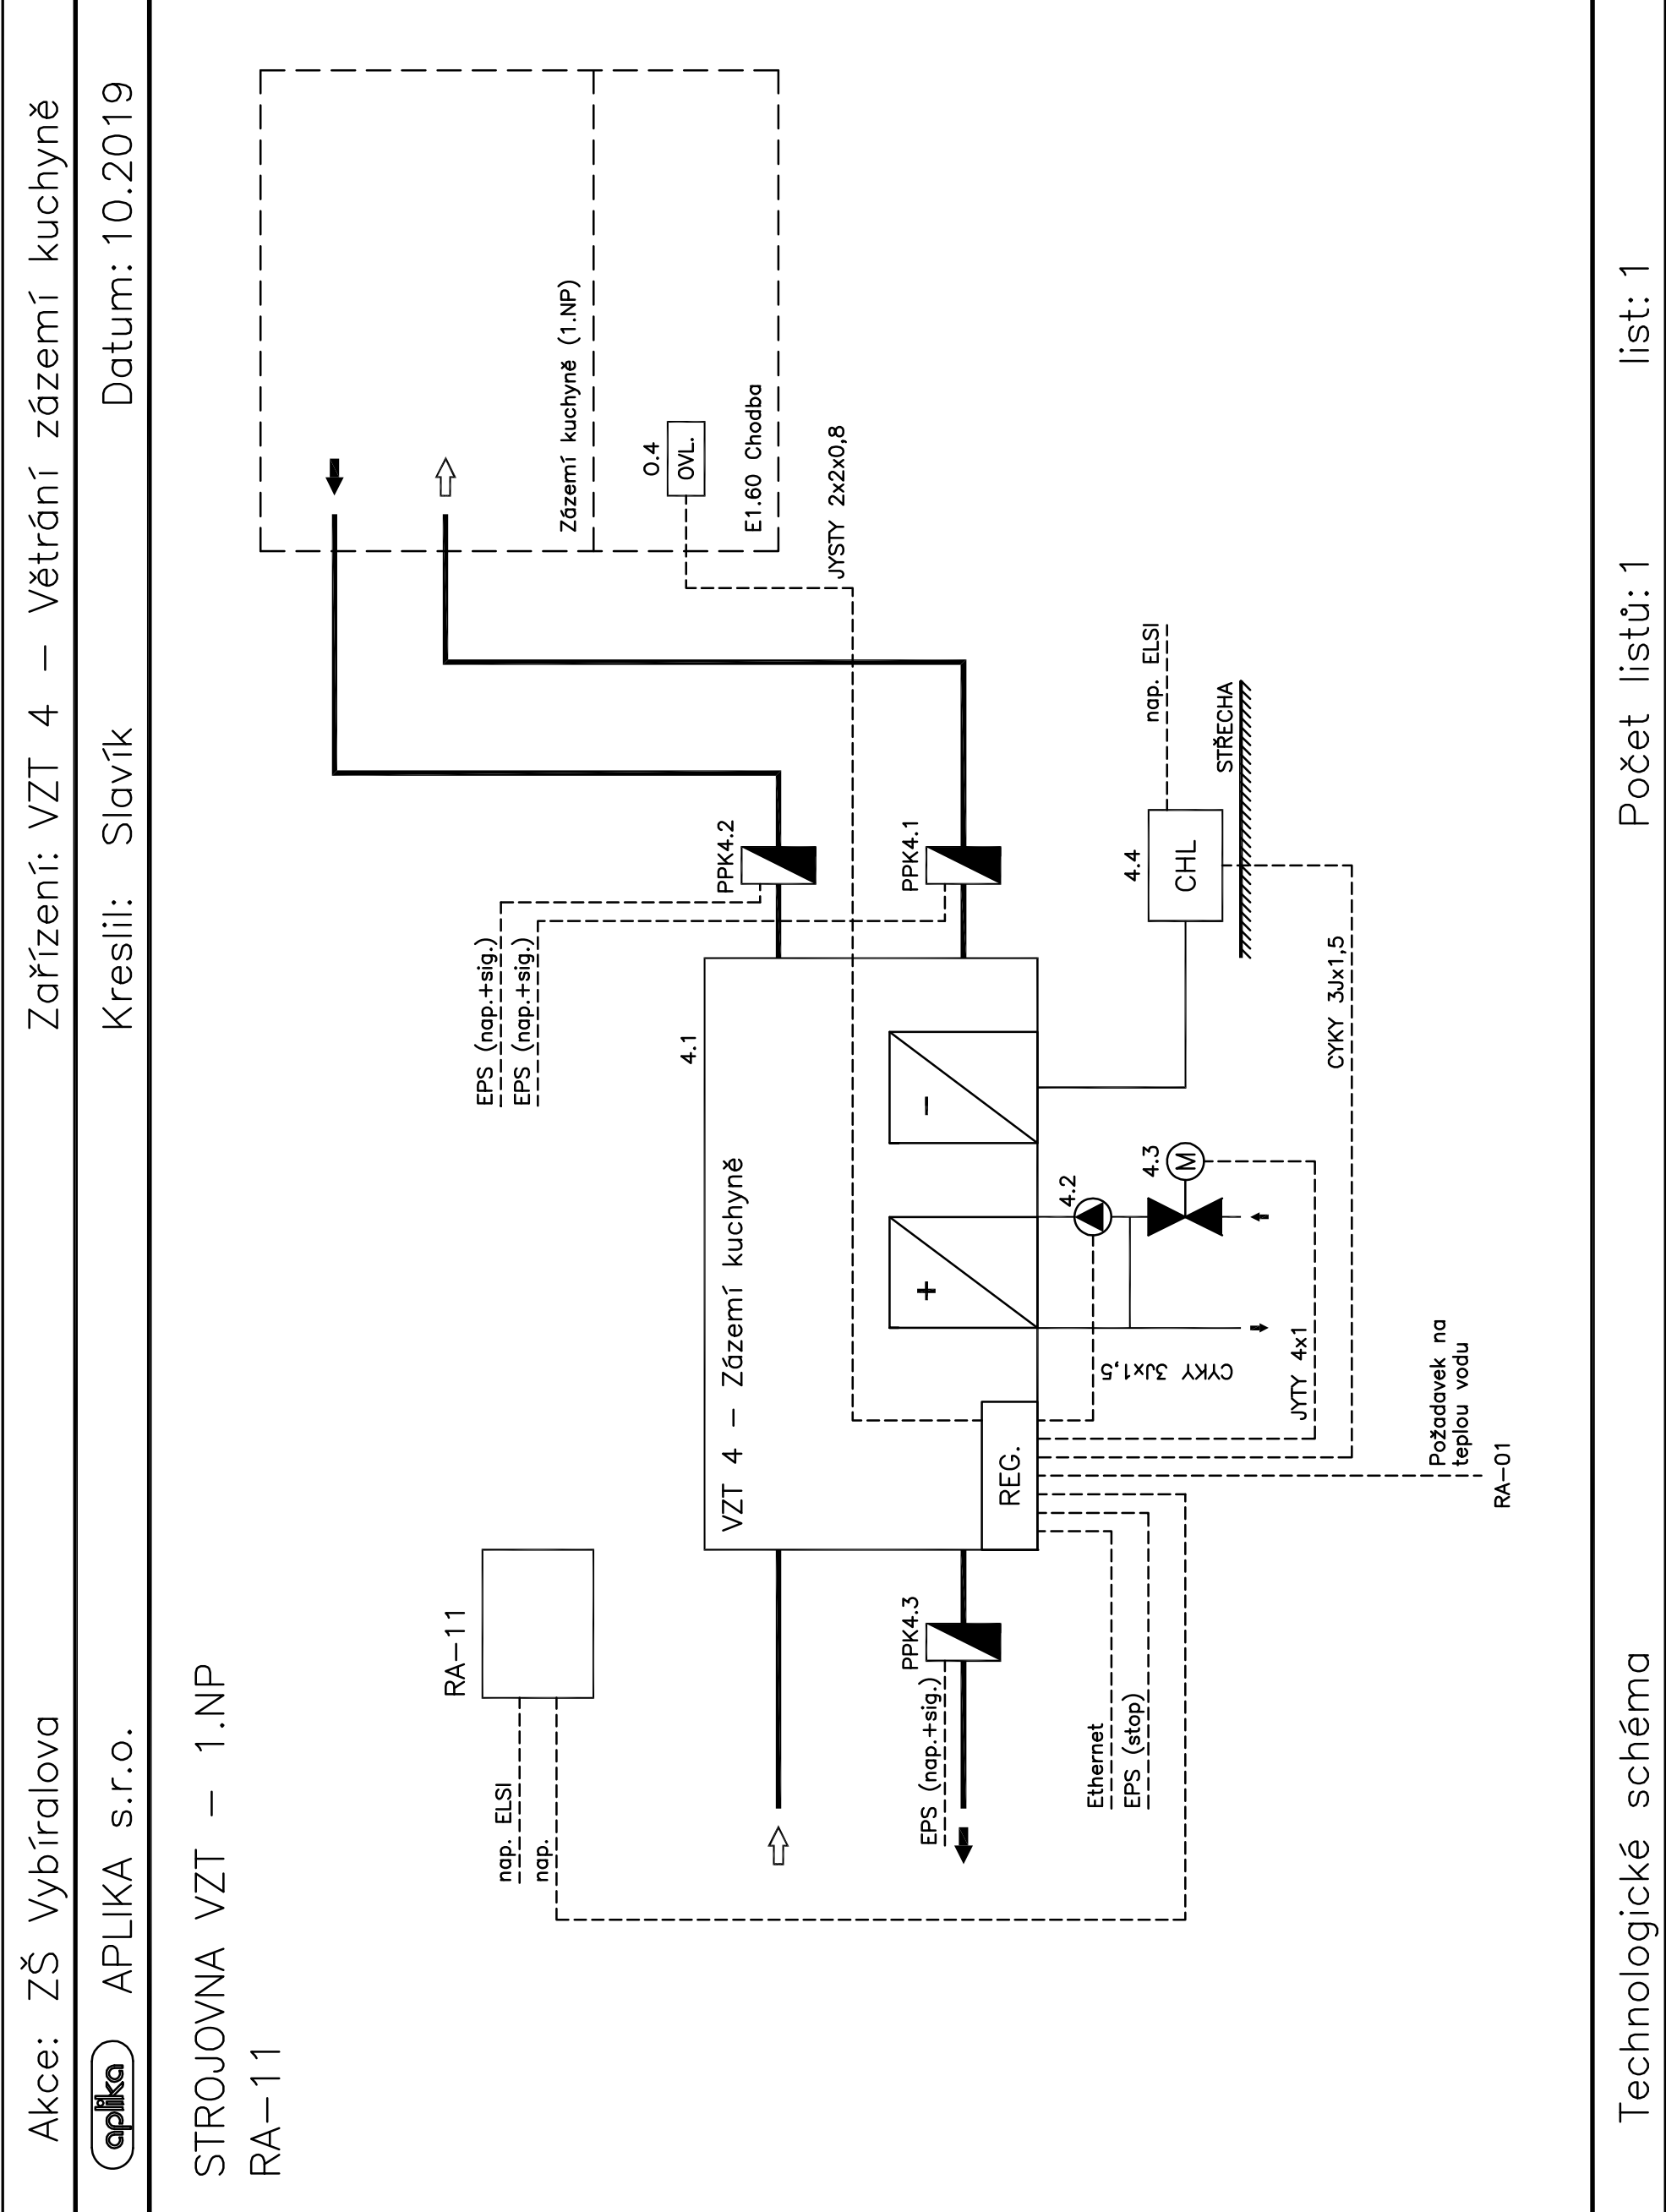 Akce: ZŠ Vybíralova
Zařízení: VZT 4 – Větrání zázemí kuchyně
aplika
APLIKA s.r.o.
Kreslil: Slavík
Datum: 10.2019
STROJOVNA VZT – 1.NP
RA–11
RA–11
nap. ELSI
nap.
EPS (nap.+sig.)
EPS (nap.+sig.)
Zázemí kuchyně (1.NP)
O.4
OVL.
E1.60 Chodba
JYSTY 2x2x0,8
PPK4.2
4.1
VZT 4 – Zázemí kuchyně
PPK4.3
PPK4.1
EPS (nap.+sig.)
+
–
REG.
4.2
4.3
M
4.4
CHL
nap. ELSI
STŘECHA
Ethernet
EPS (stop)
CYKY 3Jx1,5
JYTY 4x1
CYKY 3Jx1,5
Požadavek na
teplou vodu
RA–01
Technologické schéma
Počet listů: 1
list: 1